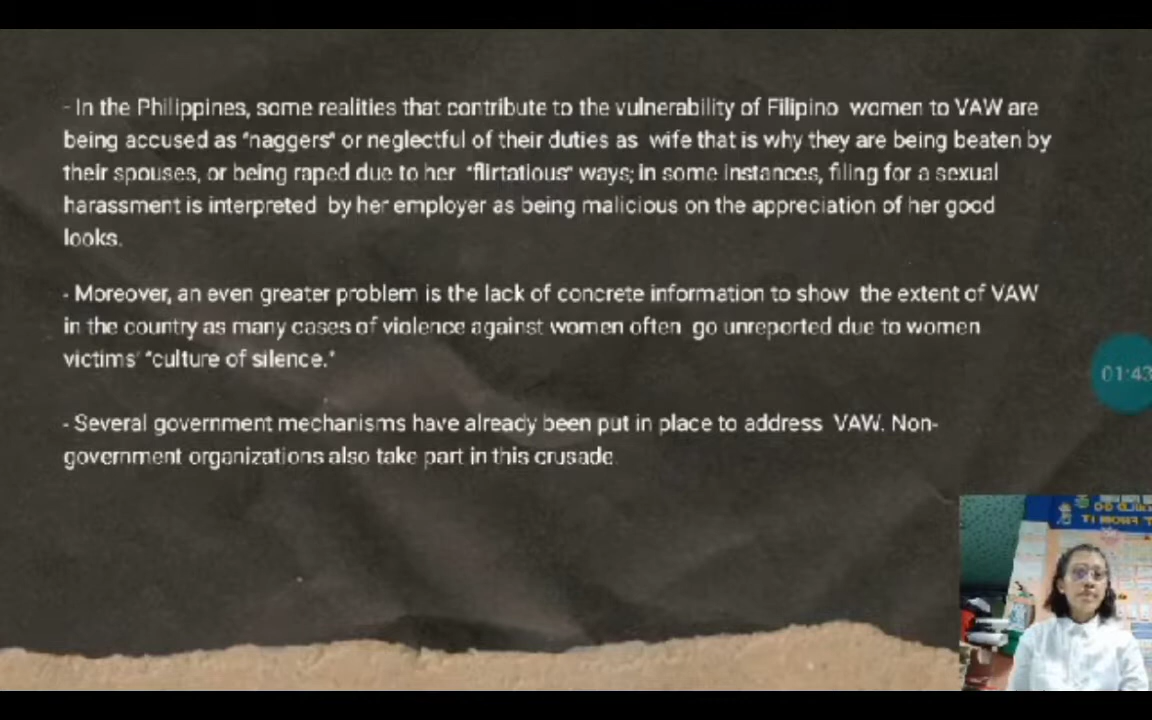 - In the Philippines, some realities that contribute to the vulnerability of Filipino women to VAW are
being accused as "naggers" or neglectful of their duties as wife that is why they are being beaten by
their spouses, or being raped due to her "flirtatious" ways; in some instances, filing for a sexual
harassment is interpreted by her employer as being malicious on the appreciation of her good
looks.
- Moreover, an even greater problem is the lack of concrete information to show the extent of VAW
in the country as many cases of violence against women often go unreported due to women
victims' "culture of silence."
- Several government mechanisms have already been put in place to address VAW. Non-
government organizations also take part in this crusade.
01:43